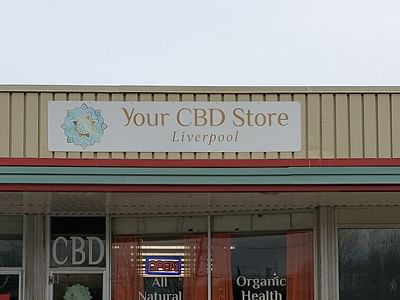 Your CBD Store
Liverpool
CBD
OPEN
All
Natural
Organic
Health